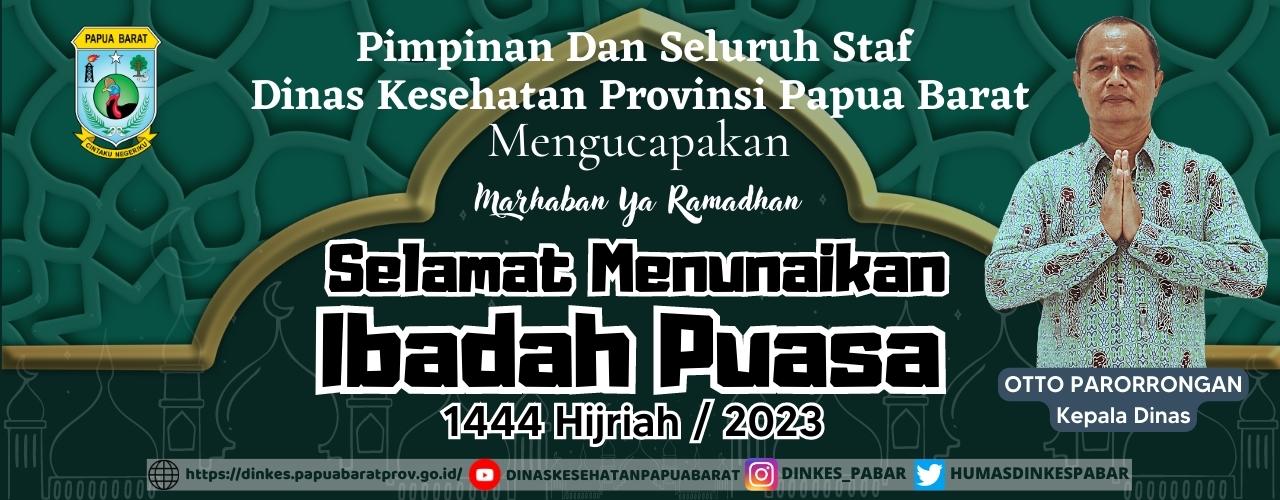 PAPUA BARAT
CINTAKU NEGERIKU
Pimpinan Dan Seluruh Staf
Dinas Kesehatan Provinsi Papua Barat
Mengucapakan
Marhaban Ya Ramadhan
Selamat Menunaikan
Ibadah Puasa
1444 Hijriah / 2023
OTTO PARORRONGAN
Kepala Dinas
https://dinkes.papuabaratprov.go.id/ DINASKESEHATANPAPUABARAT DINKES_PABAR HUMASDINKESPABAR